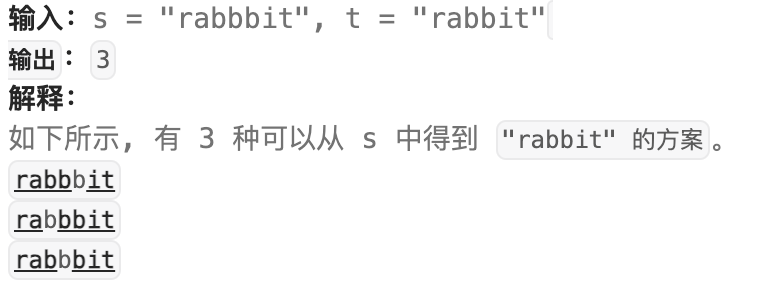 输入：s = "rabbbit", t = "rabbit"
输出：3
解释：
如下所示, 有 3 种可以从 s 中得到 "rabbit" 的方案。
rabbbit
rabbbit
rabbbit